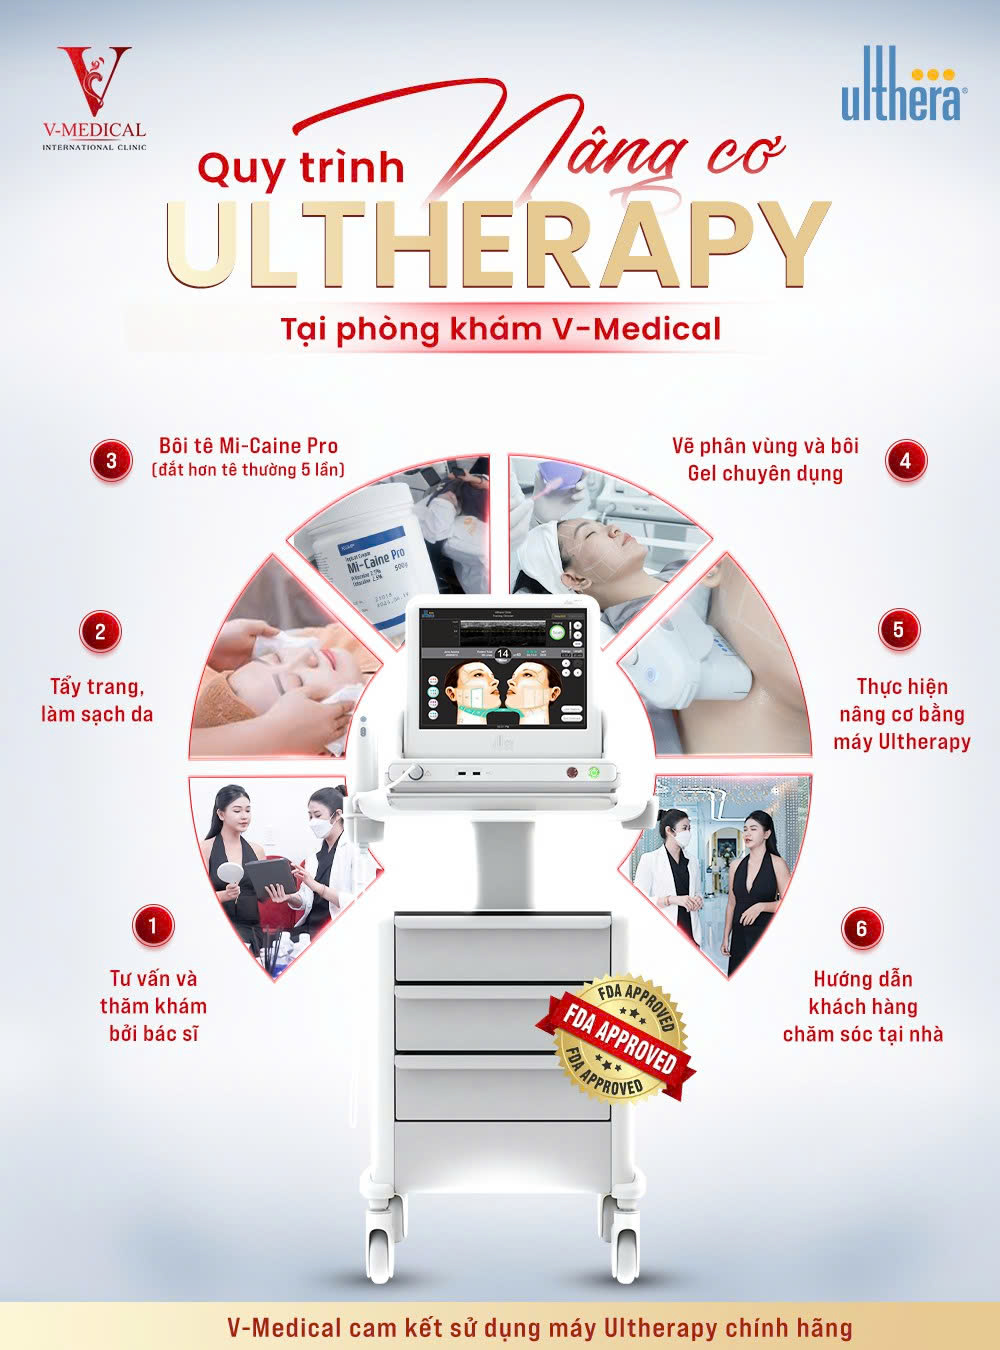 V-MEDICAL
INTERNATIONAL CLINIC
ulthera®
Quy trình
Nâng cơ
ULTHERAPY
Tại phòng khám V-Medical
3
Bôi tê Mi-Caine Pro
(đắt hơn tê thường 5 lần)
Vẽ phân vùng và bôi
Gel chuyên dụng
4
Mi-Caine Pro
500g
2
Tẩy trang,
làm sạch da
5
Thực hiện
nâng cơ bằng
máy Ultherapy
ulthera
14
1
Tư vấn và
thăm khám
bởi bác sĩ
6
Hướng dẫn
khách hàng
chăm sóc tại nhà
FDA APPROVED
FDA APPROVED
FDA APPROVED
V-Medical cam kết sử dụng máy Ultherapy chính hãng